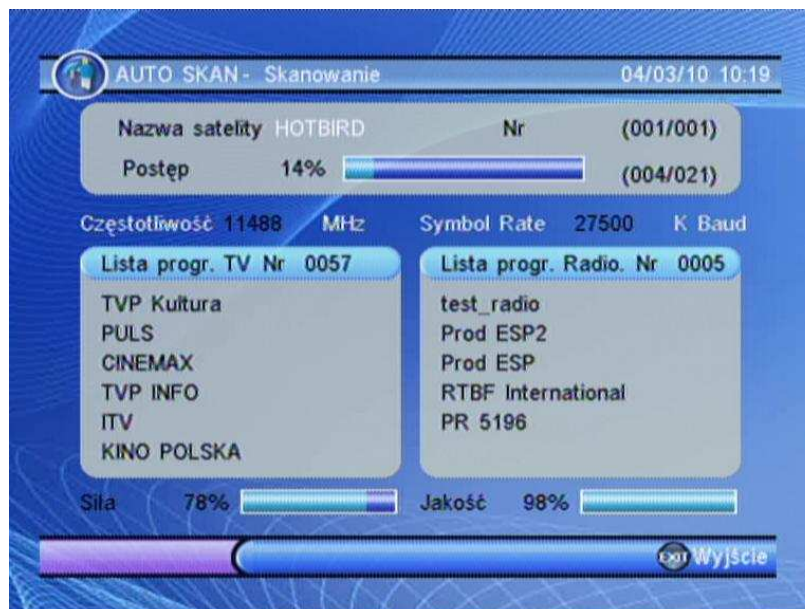 AUTO SKAN - Skanowanie 04/03/10 10:19
Nazwa satelity HOTBIRD Nr (001/001)
Postęp 14% (004/021)
Częstotliwość 11488 MHz Symbol Rate 27500 K Baud
Lista progr. TV Nr 0057
TVP Kultura
PULS
CINEMAX
TVP INFO
ITV
KINO POLSKA
Lista progr. Radio. Nr 0005
test_radio
Prod ESP2
Prod ESP
RTBF International
PR 5196
Siła 78% Jakość 98%
EXIT Wyjście